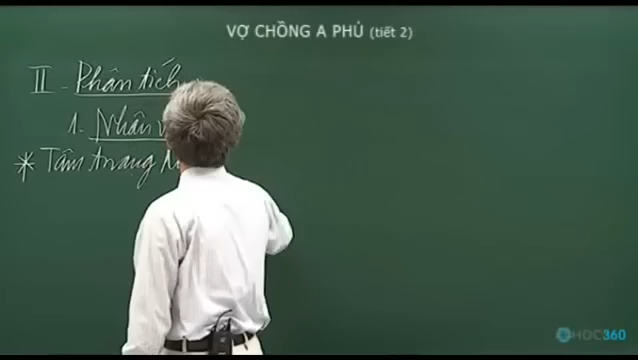 VỢ CHỒNG A PHỦ (tiết 2)
II - Phân tích
1. Nhân
* Tâm trạng
HOC360